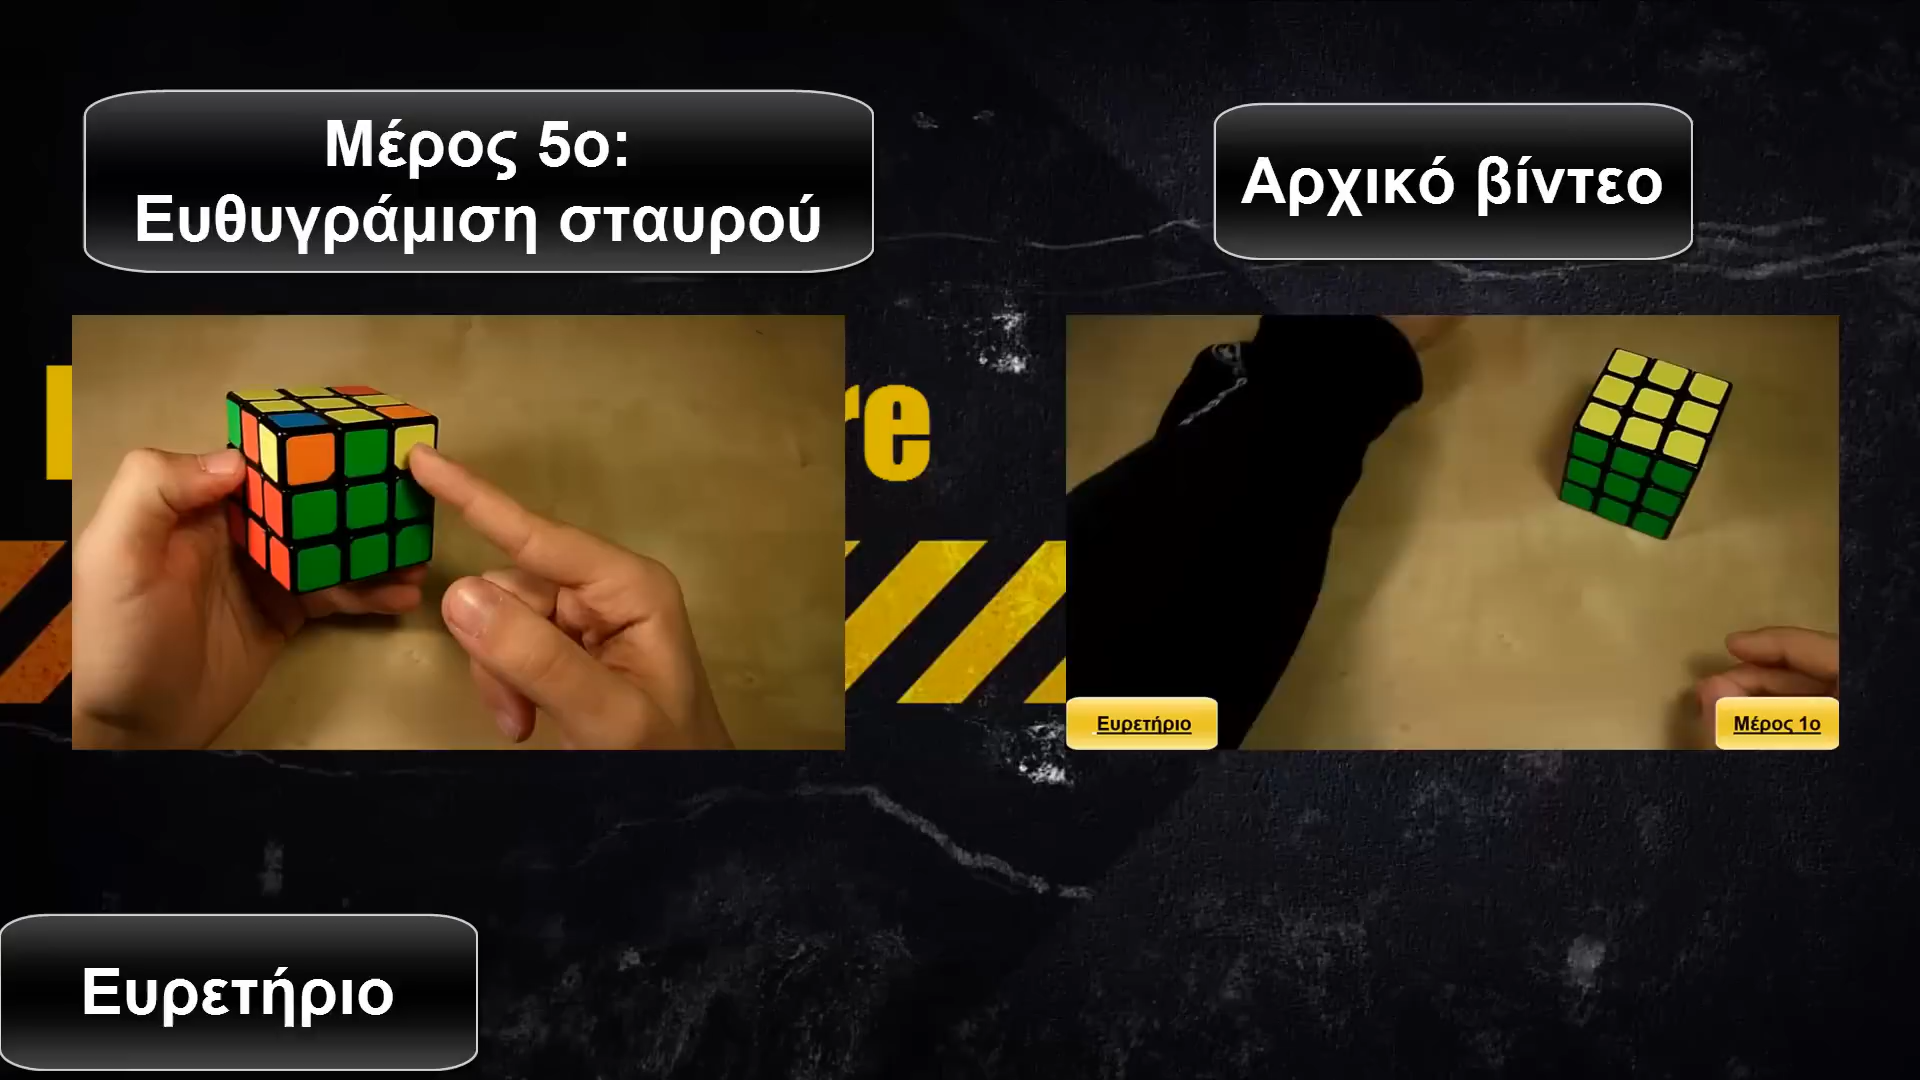 Μέρος 5ο:
Ευθυγράμιση σταυρού
Αρχικό βίντεο
Ευρετήριο
Μέρος 1ο
Ευρετήριο